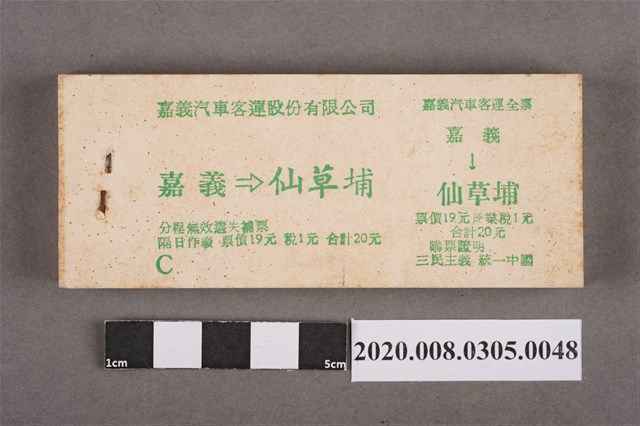 嘉義汽車客運股份有限公司
嘉義⇒仙草埔
分程無效遺失補票
隔日作廢 票價19元 稅1元 合計20元
C
嘉義汽車客運全票
嘉義
↓
仙草埔
票價19元 娛樂稅1元
合計20元
購票證明
三民主義 統一中國
1cm
5cm
2020.008.0305.0048